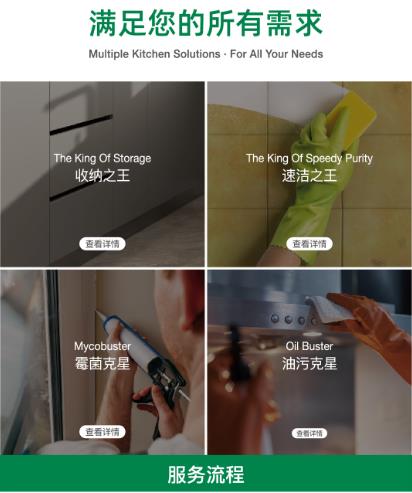 满足您的所有需求
Multiple Kitchen Solutions · For All Your Needs
The King Of Storage
收纳之王
查看详情
The King Of Speedy Purity
速洁之王
查看详情
Mycobuster
霉菌克星
查看详情
Oil Buster
油污克星
查看详情
服务流程